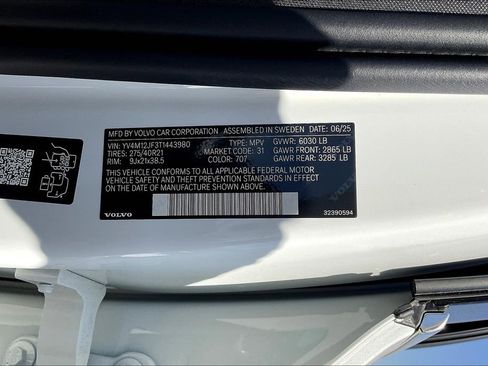 MFD BY VOLVO CAR CORPORATION ASSEMBLED IN SWEDEN DATE: 06/25
VIN: YV4M12JF3T1443980 TYPE: MPV GVWR: 6030 LB
TIRES: 275/40R21 MARKET CODE: 31 GAWR FRONT: 2865 LB
RIM: 9Jx21x38.5 COLOR: 707 GAWR REAR: 3285 LB
THIS VEHICLE CONFORMS TO ALL APPLICABLE FEDERAL MOTOR
VEHICLE SAFETY AND THEFT PREVENTION STANDARDS IN EFFECT ON
THE DATE OF MANUFACTURE SHOWN ABOVE.
VOLVO 32390594